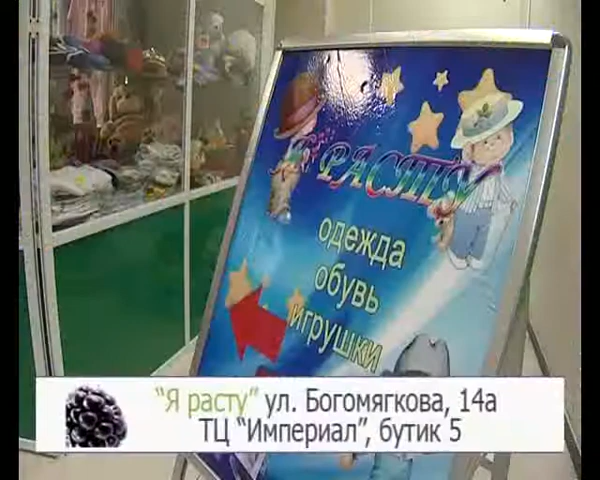 Я РАСТУ
одежда
обувь
игрушки
"Я расту" ул. Богомягкова, 14а
ТЦ "Империал", бутик 5